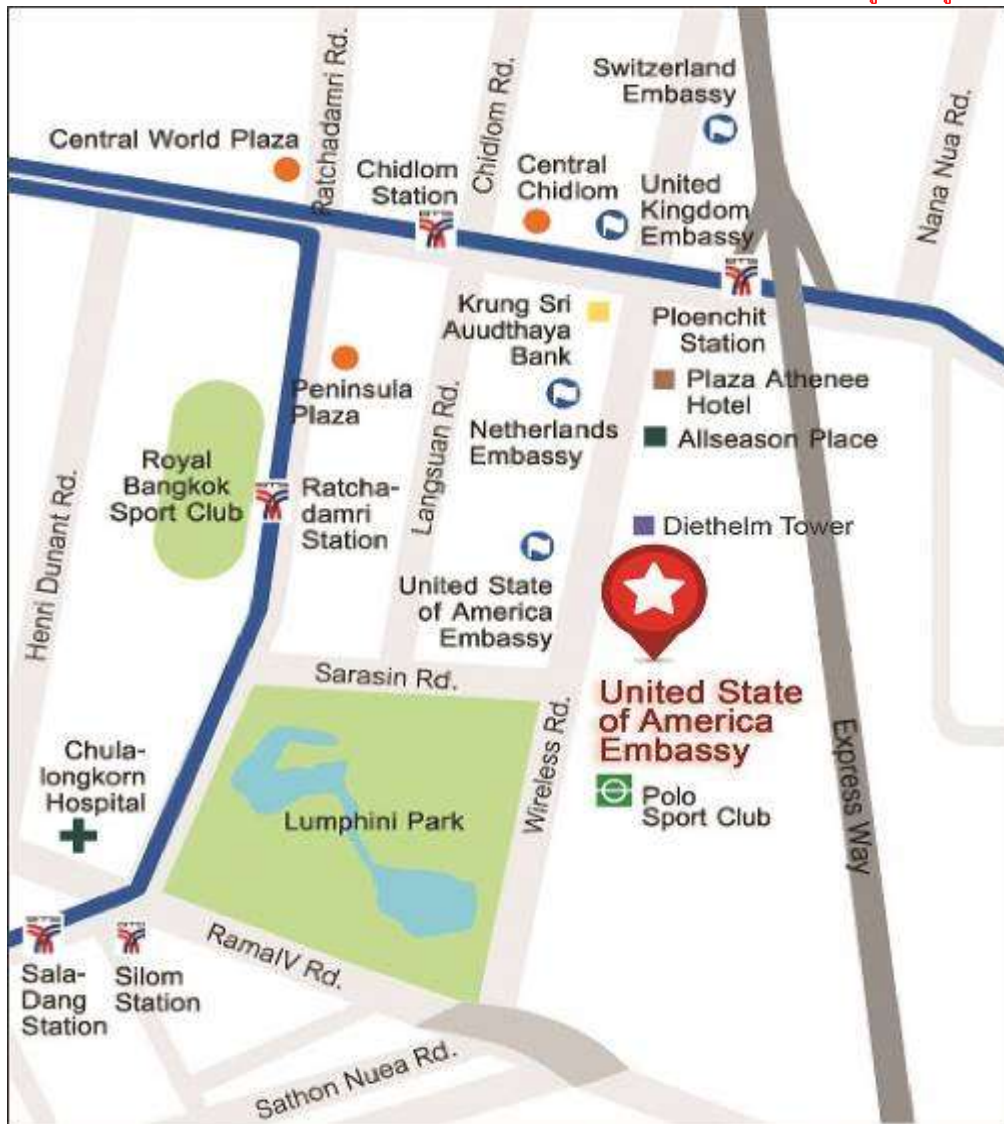 Switzerland
Embassy
Central World Plaza
Ratchadamri Rd.
Chidlom
Station
Chidlom Rd.
Central
Chidlom
United
Kingdom
Embassy
Nana Nua Rd.
Krung Sri
Auudthaya
Bank
Ploenchit
Station
Peninsula
Plaza
Plaza Athenee
Hotel
Netherlands
Embassy
Allseason Place
Royal
Bangkok
Sport Club
Ratcha-
damri
Station
Langsuan Rd.
Henri Dunant Rd.
Diethelm Tower
United State
of America
Embassy
Sarasin Rd.
United State
of America
Embassy
Wireless Rd.
Express Way
Chula-
longkorn
Hospital
Polo
Sport Club
Lumphini Park
RamaIV Rd.
Sala-
Dang
Station
Silom
Station
Sathon Nuea Rd.